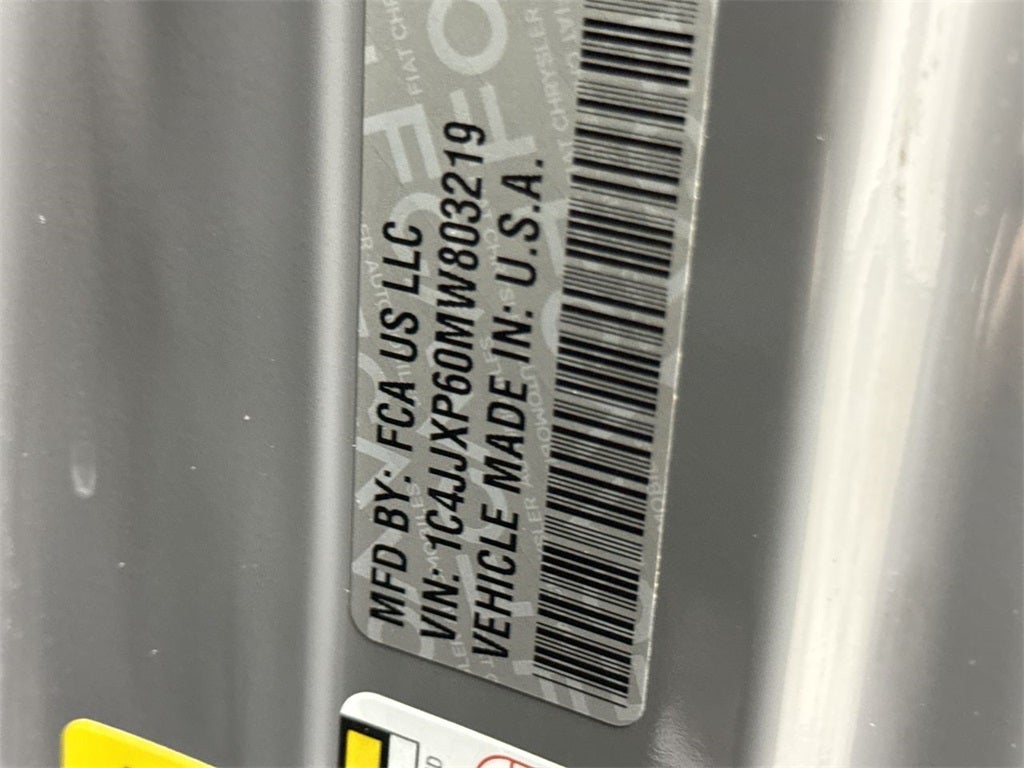 MFD BY: FCA US LLC
VIN: 1C4JJXP60MW803219
VEHICLE MADE IN: U.S.A.